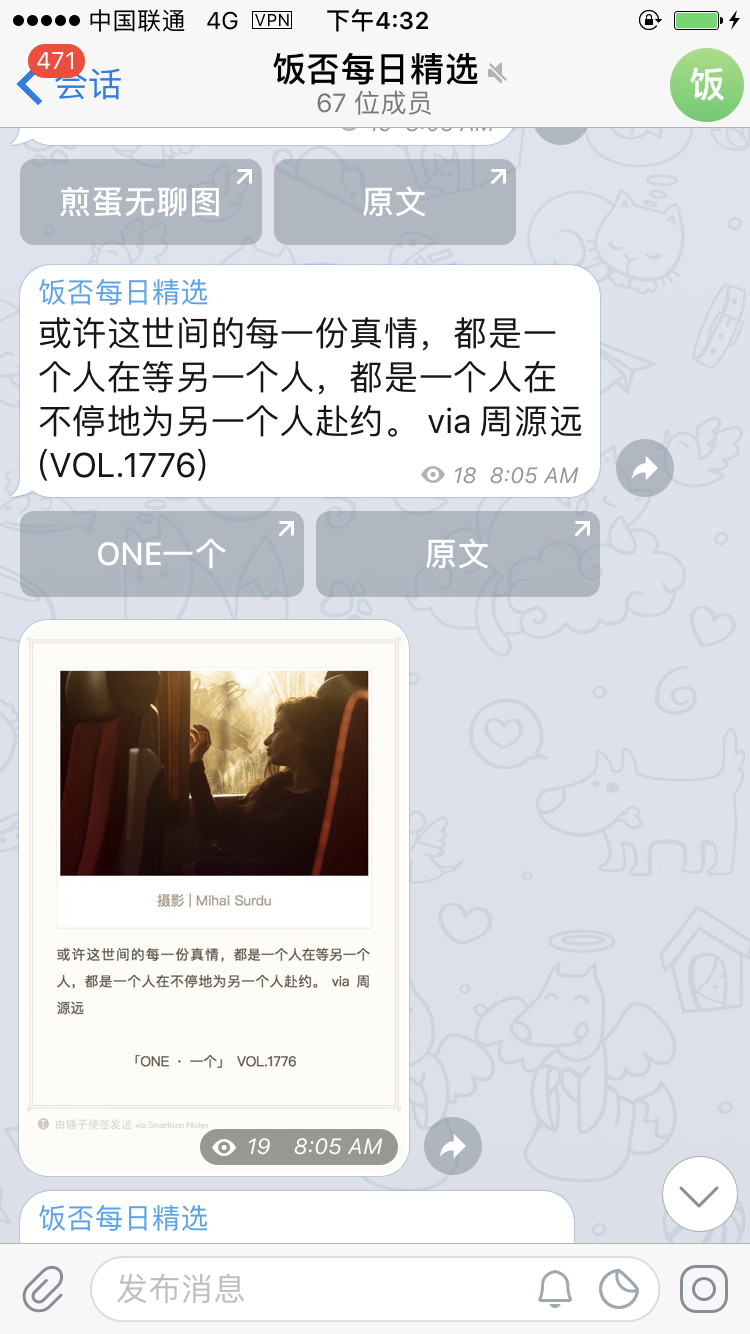 中国联通 4G VPN 下午4:32
471
会话
饭否每日精选
67 位成员
饭
煎蛋无聊图
原文
饭否每日精选
或许这世间的每一份真情，都是一
个人在等另一个人，都是一个人在
不停地为另一个人赴约。 via 周源远
(VOL.1776)
18 8:05 AM
ONE一个
原文
摄影 | Mihai Surdu
或许这世间的每一份真情，都是一个人在等另一个
人，都是一个人在不停地为另一个人赴约。 via 周
源远
「ONE · 一个」 VOL.1776
由锤子便签发送 via Smartisan Notes
19 8:05 AM
饭否每日精选
发布消息